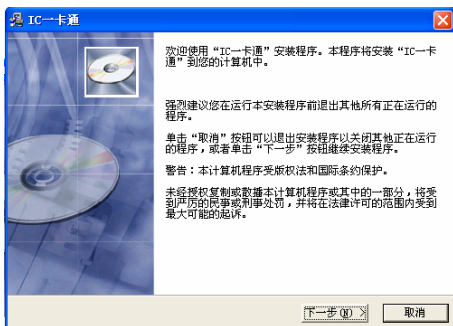 IC一卡通
欢迎使用“IC一卡通”安装程序。本程序将安装“IC一卡
通”到您的计算机中。
强烈建议您在运行本安装程序前退出其他所有正在运行的
程序。
单击“取消”按钮可以退出安装程序以关闭其他正在运行
的程序，或者单击“下一步”按钮继续安装程序。
警告：本计算机程序受版权法和国际条约保护。
未经授权复制或散播本计算机程序或其中的一部分，将受
到严厉的民事或刑事处罚，并将在法律许可的范围内受到
最大可能的起诉。
下一步(N) >
取消